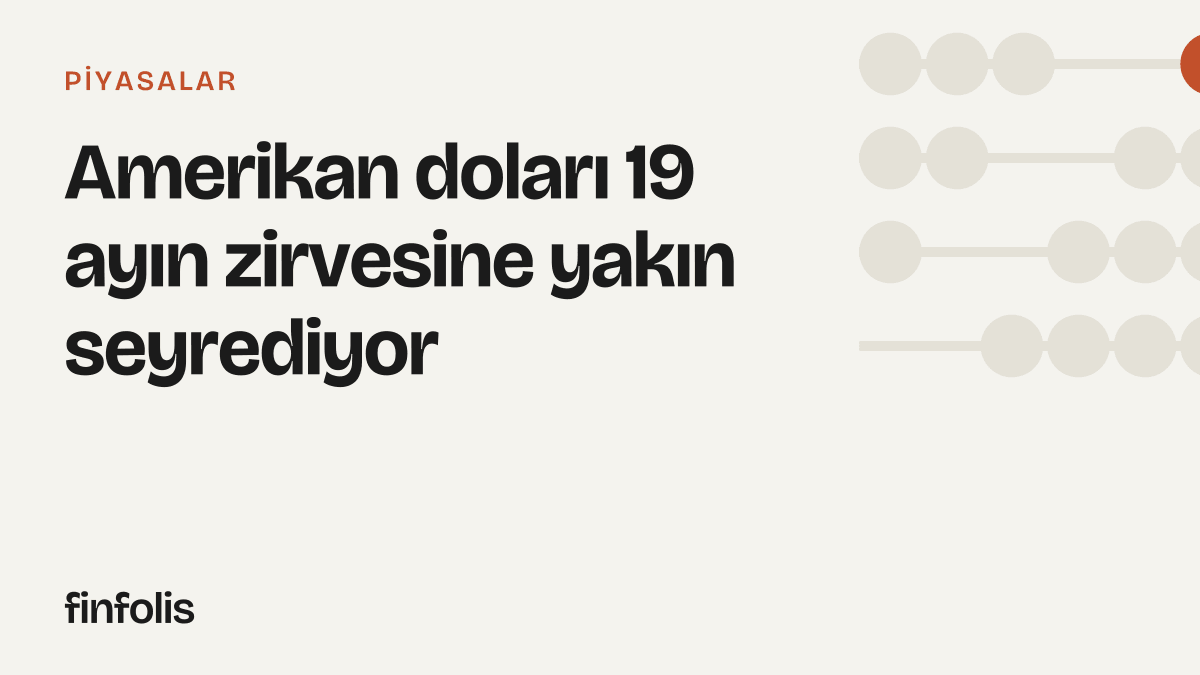 PİYASALAR
Amerikan doları 19
ayın zirvesine yakın
seyrediyor
finfolis